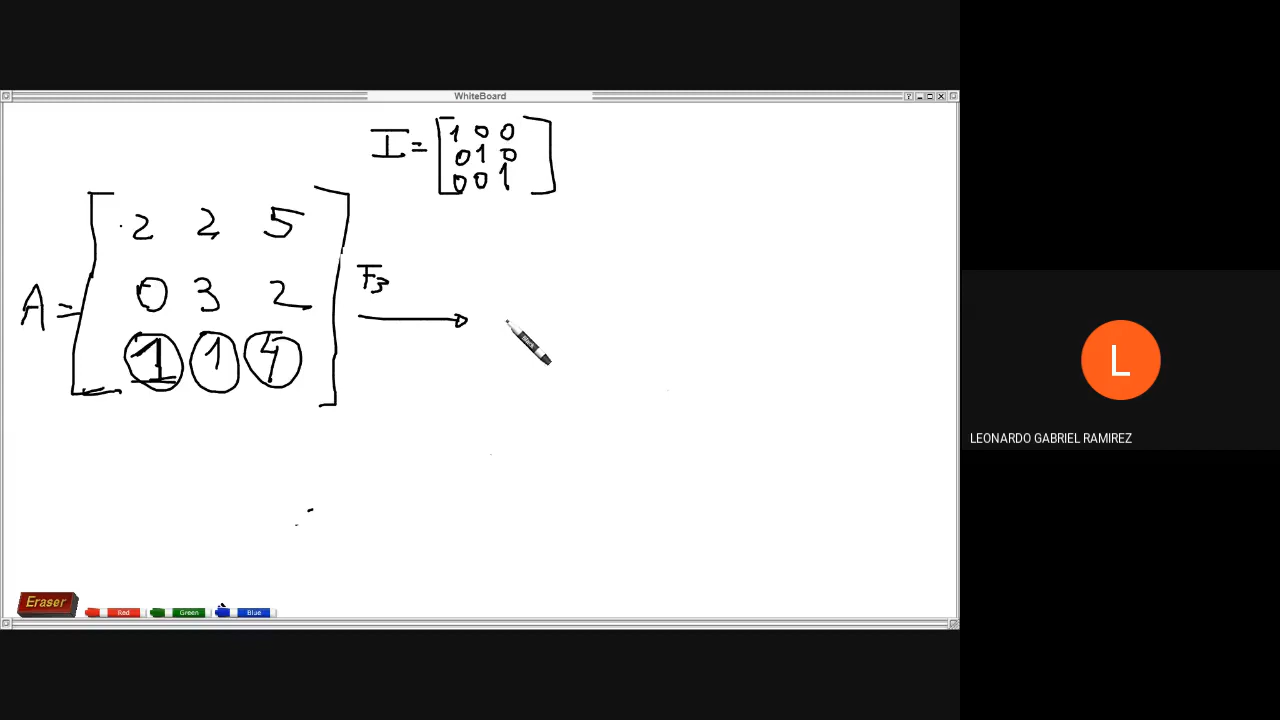 WhiteBoard
I = [1 0 0
0 1 0
0 0 1]
A = [2 2 5
0 3 2
1 1 4]
F3
Eraser
Red
Green
Blue
L
LEONARDO GABRIEL RAMIREZ